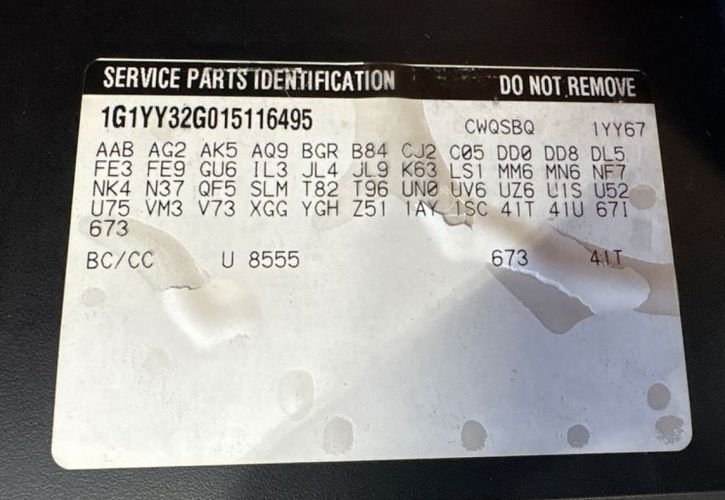 SERVICE PARTS IDENTIFICATION DO NOT REMOVE
1G1YY32G015116495 CWQSBQ 1YY67
AAB AG2 AK5 AQ9 BGR B84 CJ2 C05 DD0 DD8 DL5
FE3 FE9 GU6 IL3 JL4 JL9 K63 LS1 MM6 MN6 NF7
NK4 N37 QF5 SLM T82 T96 UN0 UV6 UZ6 U1S U52
U75 VM3 V73 XGG YGH Z51 1AY 1SC 41T 41U 67I
673
BC/CC U 8555 673 41T